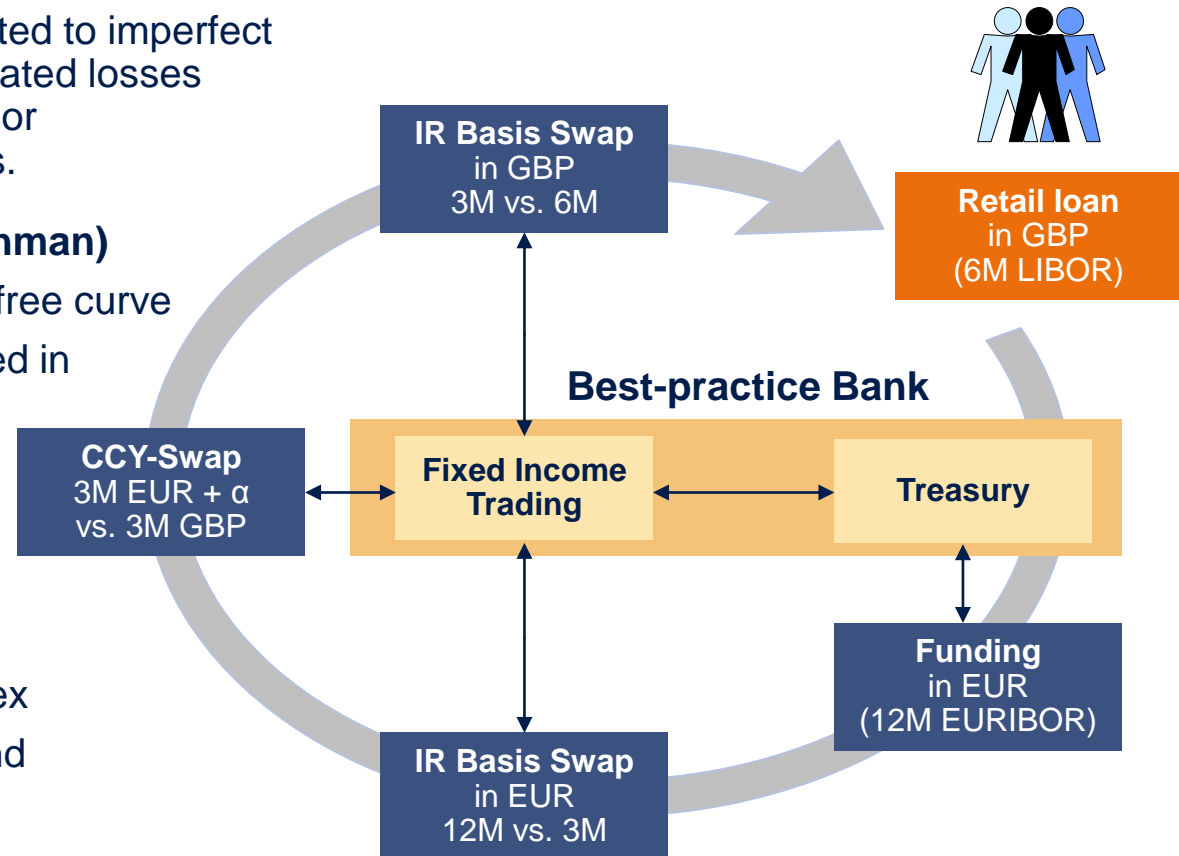 ted to imperfect
ated losses
or
s.
nman)
free curve
ed in
ex
nd
IR Basis Swap
in GBP
3M vs. 6M
Retail loan
in GBP
(6M LIBOR)
Best-practice Bank
CCY-Swap
3M EUR + α
vs. 3M GBP
Fixed Income
Trading
Treasury
Funding
in EUR
(12M EURIBOR)
IR Basis Swap
in EUR
12M vs. 3M